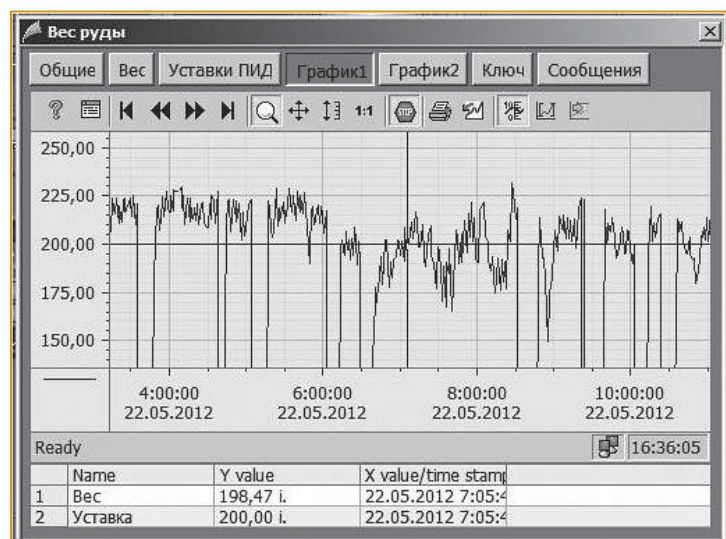 Вес руды
Общие Вес Уставки ПИД График1 График2 Ключ Сообщения
1:1 STOP
250,00
225,00
200,00
175,00
150,00
4:00:00 6:00:00 8:00:00 10:00:00
22.05.2012 22.05.2012 22.05.2012 22.05.2012
Ready 16:36:05
Name Y value X value/time stamp
1 Вес 198,47 i. 22.05.2012 7:05:4
2 Уставка 200,00 i. 22.05.2012 7:05:4